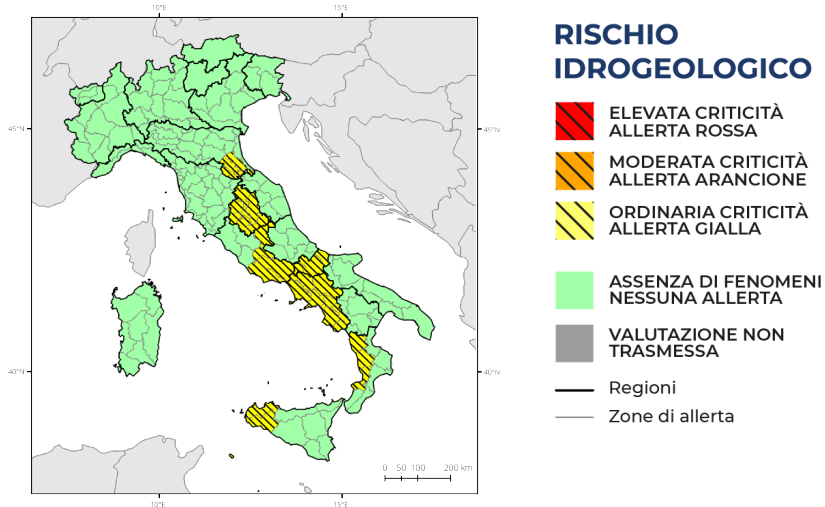 10°E 15°E
RISCHIO
IDROGEOLOGICO
ELEVATA CRITICITÀ
ALLERTA ROSSA
45°N 45°N
MODERATA CRITICITÀ
ALLERTA ARANCIONE
ORDINARIA CRITICITÀ
ALLERTA GIALLA
ASSENZA DI FENOMENI
NESSUNA ALLERTA
VALUTAZIONE NON
TRASMESSA
40°N 40°N
Regioni
Zone di allerta
0 50 100 200 km
10°E 15°E